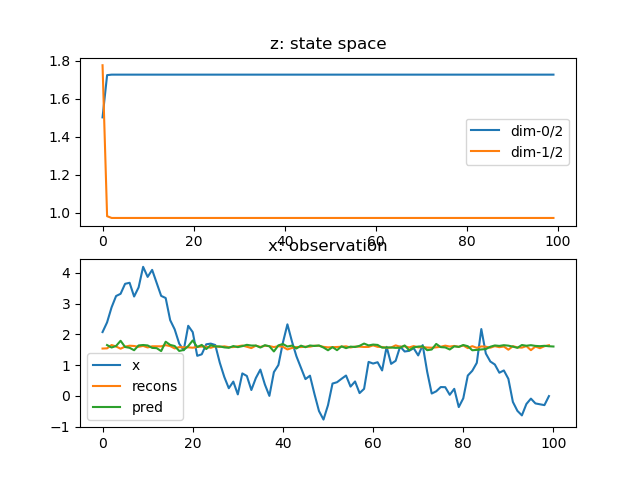 z: state space
1.8
1.6
1.4
1.2
1.0
dim-0/2
dim-1/2
0 20 40 60 80 100
x: observation
4
3
2
1
0
−1
x
recons
pred
0 20 40 60 80 100